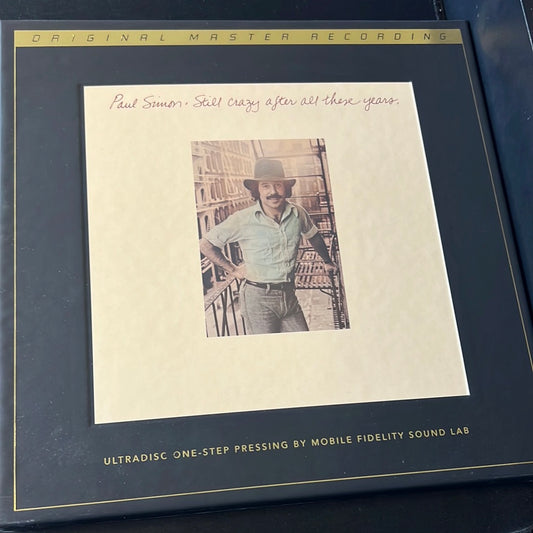 ORIGINAL MASTER RECORDING
Paul Simon · Still crazy after all these years.
ULTRADISC ONE-STEP PRESSING BY MOBILE FIDELITY SOUND LAB